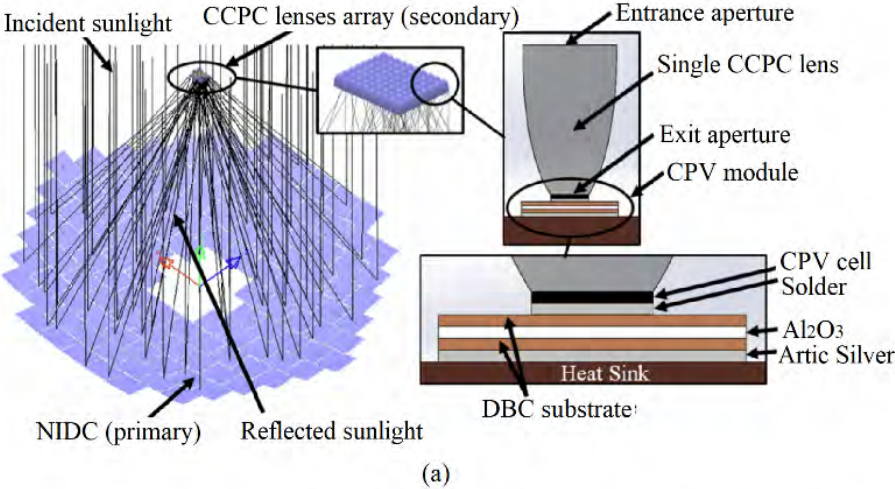 Incident sunlight
CCPC lenses array (secondary)
Entrance aperture
Single CCPC lens
Exit aperture
CPV module
CPV cell
Solder
Al2O3
Artic Silver
Heat Sink
DBC substrate
NIDC (primary)
Reflected sunlight
(a)